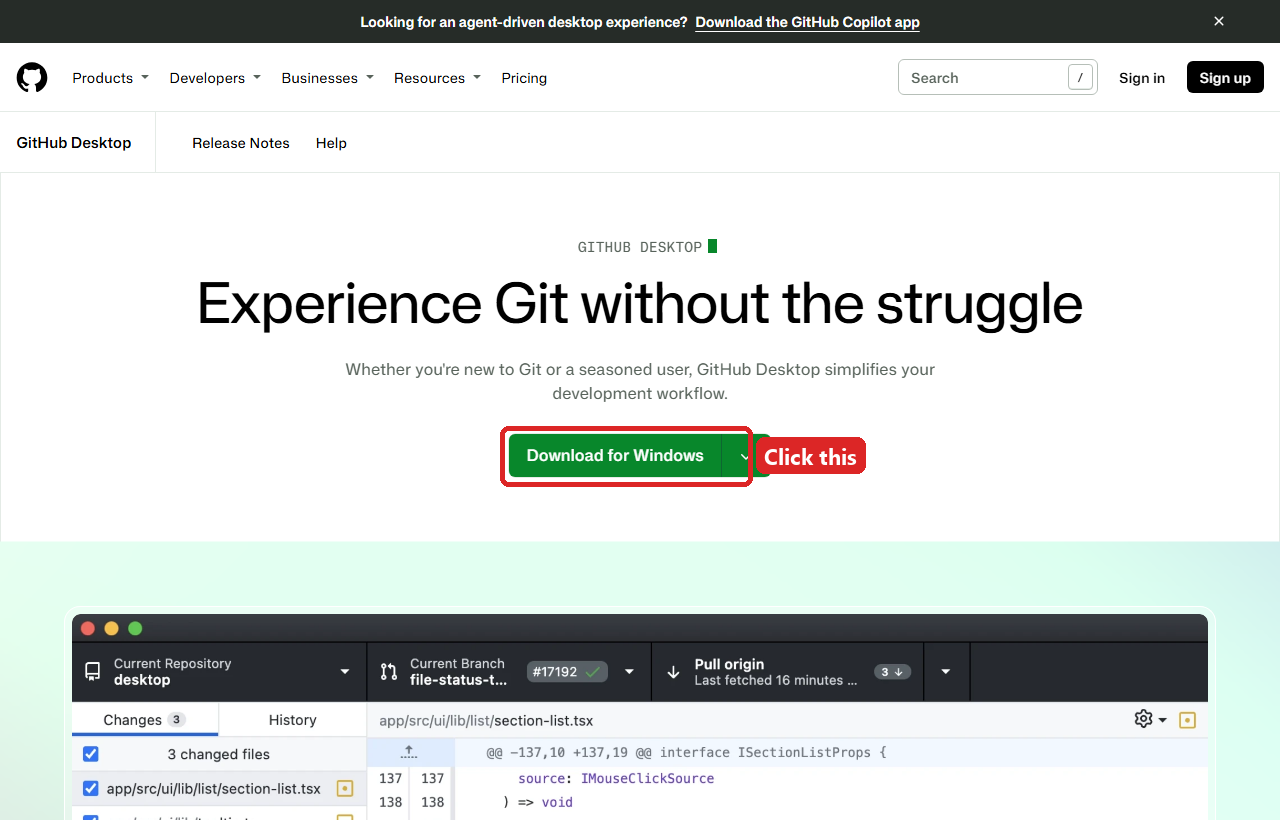 Looking for an agent-driven desktop experience? Download the GitHub Copilot app
Products Developers Businesses Resources Pricing Search / Sign in Sign up
GitHub Desktop Release Notes Help
GITHUB DESKTOP
Experience Git without the struggle
Whether you're new to Git or a seasoned user, GitHub Desktop simplifies your
development workflow.
Download for Windows Click this
Current Repository
desktop
Current Branch
file-status-t...
#17192
Pull origin
Last fetched 16 minutes ...
3
Changes 3 History app/src/ui/lib/list/section-list.tsx
3 changed files @@ -137,10 +137,19 @@ interface ISectionListProps {
app/src/ui/lib/list/section-list.tsx 137 137 source: IMouseClickSource
138 138 ) => void